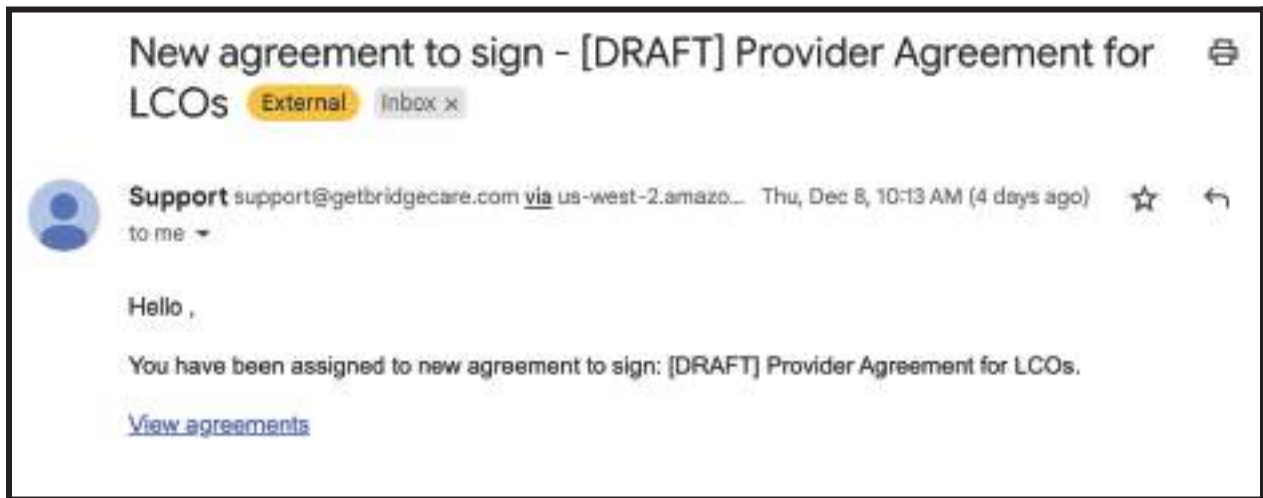 New agreement to sign - [DRAFT] Provider Agreement for
LCOs External Inbox x
Support support@getbridgecare.com via us-west-2.amazo... Thu, Dec 8, 10:13 AM (4 days ago)
to me
Hello ,
You have been assigned to new agreement to sign: [DRAFT] Provider Agreement for LCOs.
View agreements